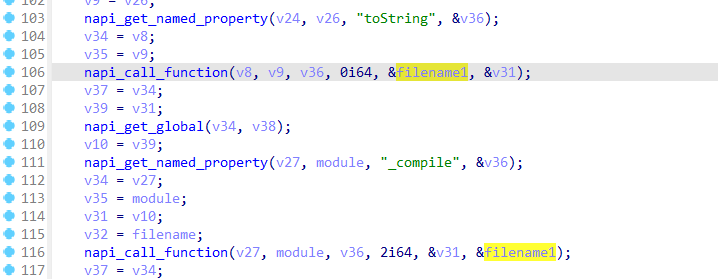 102 v9 = v26;
103 napi_get_named_property(v24, v26, "toString", &v36);
104 v34 = v8;
105 v35 = v9;
106 napi_call_function(v8, v9, v36, 0i64, &filename1, &v31);
107 v37 = v34;
108 v39 = v31;
109 napi_get_global(v34, v38);
110 v10 = v39;
111 napi_get_named_property(v27, module, "_compile", &v36);
112 v34 = v27;
113 v35 = module;
114 v31 = v10;
115 v32 = filename;
116 napi_call_function(v27, module, v36, 2i64, &v31, &filename1);
117 v37 = v34;